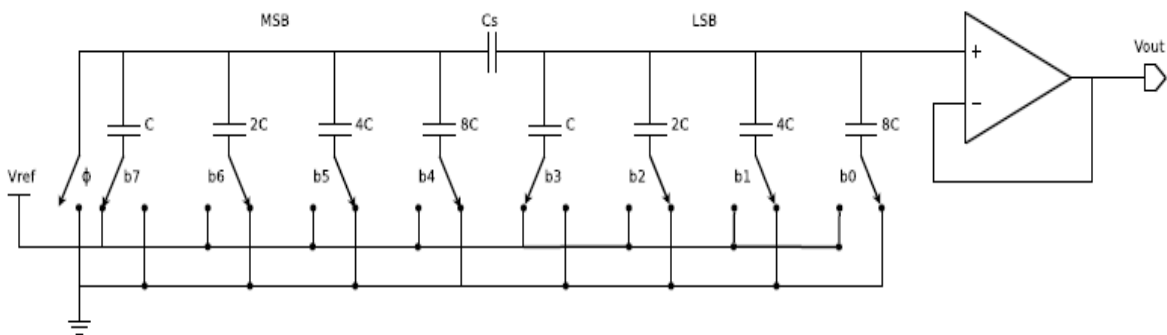 MSB Cs LSB
Vout
+
−
C 2C 4C 8C C 2C 4C 8C
Vref ϕ b7 b6 b5 b4 b3 b2 b1 b0